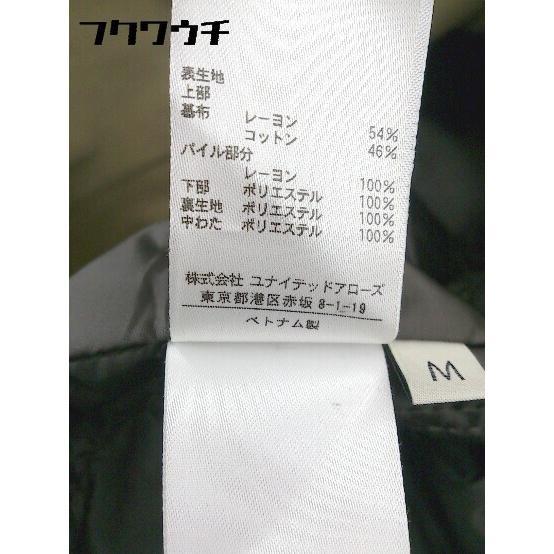 フクワウチ
表生地
上部
基布 レーヨン 54%
コットン 46%
パイル部分
レーヨン 100%
下部 ポリエステル 100%
裏生地 ポリエステル 100%
中わた ポリエステル 100%
株式会社 ユナイテッドアローズ
東京都港区赤坂 8-1-19
ベトナム製
M